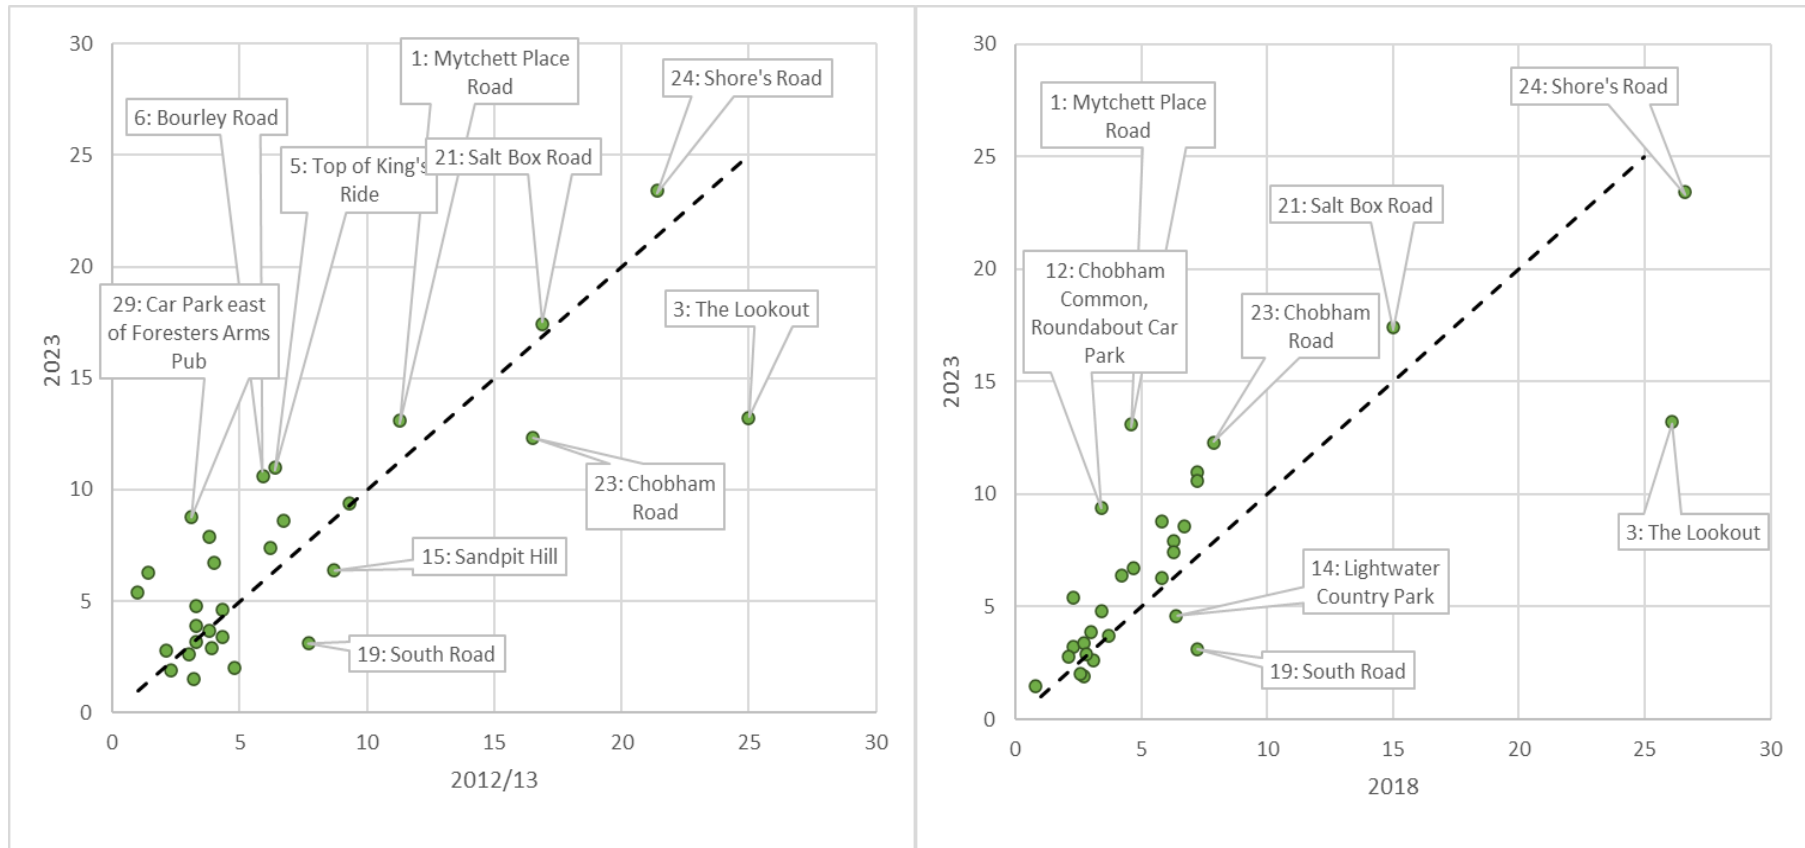 30
25
20
15
10
5
0
2023
0 5 10 15 20 25 30
2012/13
1: Mytchett Place
Road
24: Shore's Road
6: Bourley Road
5: Top of King's
Ride
21: Salt Box Road
29: Car Park east
of Foresters Arms
Pub
3: The Lookout
23: Chobham
Road
15: Sandpit Hill
19: South Road
30
25
20
15
10
5
0
2023
0 5 10 15 20 25 30
2018
24: Shore's Road
1: Mytchett Place
Road
21: Salt Box Road
12: Chobham
Common,
Roundabout Car
Park
23: Chobham
Road
3: The Lookout
14: Lightwater
Country Park
19: South Road